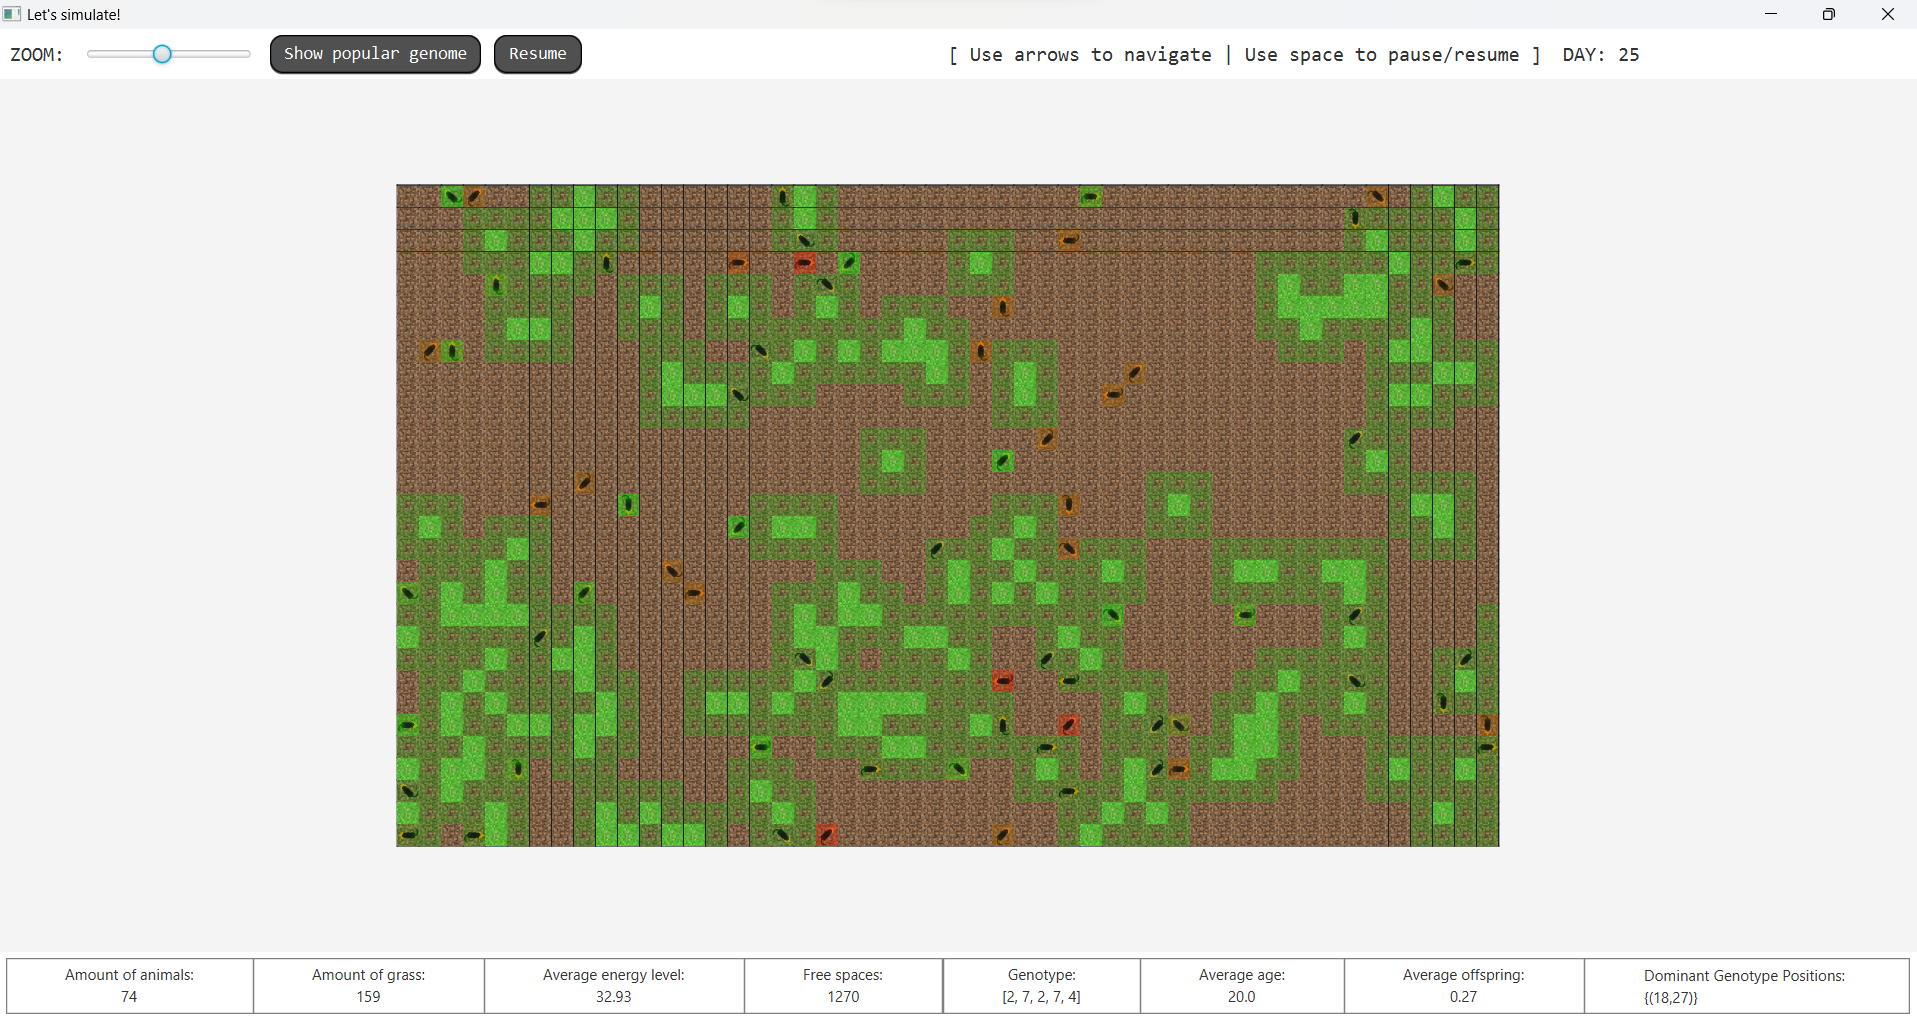 Let's simulate!
ZOOM:
Show popular genome
Resume
[ Use arrows to navigate | Use space to pause/resume ] DAY: 25
Amount of animals:
74
Amount of grass:
159
Average energy level:
32.93
Free spaces:
1270
Genotype:
[2, 7, 2, 7, 4]
Average age:
20.0
Average offspring:
0.27
Dominant Genotype Positions:
{(18,27)}